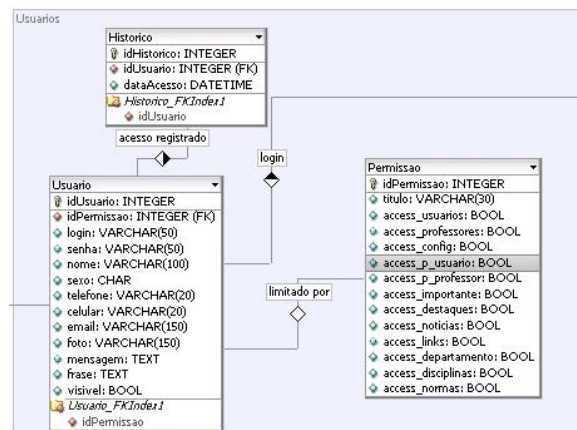 Usuarios
Historico
idHistorico: INTEGER
idUsuario: INTEGER (FK)
dataAcesso: DATETIME
Historico_FKIndex1
idUsuario
acesso registrado
login
Usuario
idUsuario: INTEGER
idPermissao: INTEGER (FK)
login: VARCHAR(50)
senha: VARCHAR(50)
nome: VARCHAR(100)
sexo: CHAR
telefone: VARCHAR(20)
celular: VARCHAR(20)
email: VARCHAR(150)
foto: VARCHAR(150)
mensagem: TEXT
frase: TEXT
visivel: BOOL
Usuario_FKIndex1
idPermissao
limitado por
Permissao
idPermissao: INTEGER
titulo: VARCHAR(30)
access_usuarios: BOOL
access_professores: BOOL
access_config: BOOL
access_p_usuario: BOOL
access_p_professor: BOOL
access_importante: BOOL
access_destaques: BOOL
access_noticias: BOOL
access_links: BOOL
access_departamento: BOOL
access_disciplinas: BOOL
access_normas: BOOL